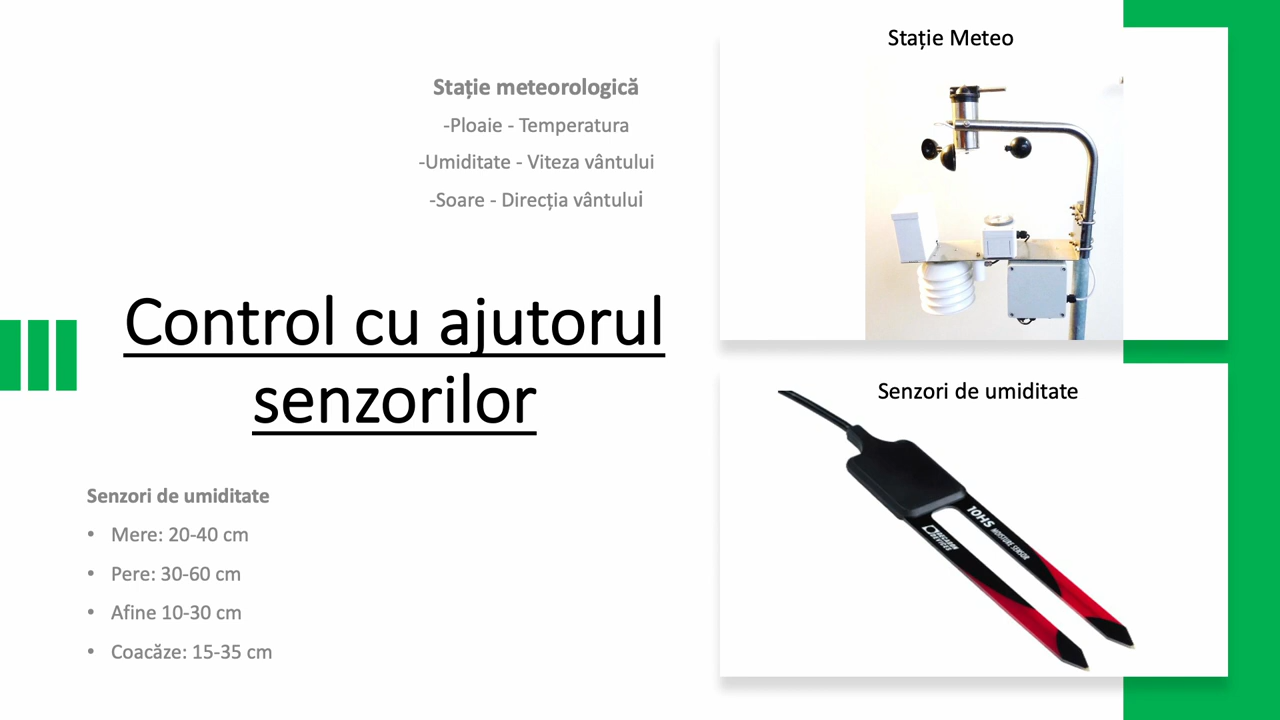 Stație Meteo
Stație meteorologică
-Ploaie - Temperatura
-Umiditate - Viteza vântului
-Soare - Direcția vântului
Control cu ajutorul
senzorilor
Senzori de umiditate
• Mere: 20-40 cm
• Pere: 30-60 cm
• Afine 10-30 cm
• Coacăze: 15-35 cm
Senzori de umiditate
10HS MOISTURE SENSOR
DECAGON
DEVICES